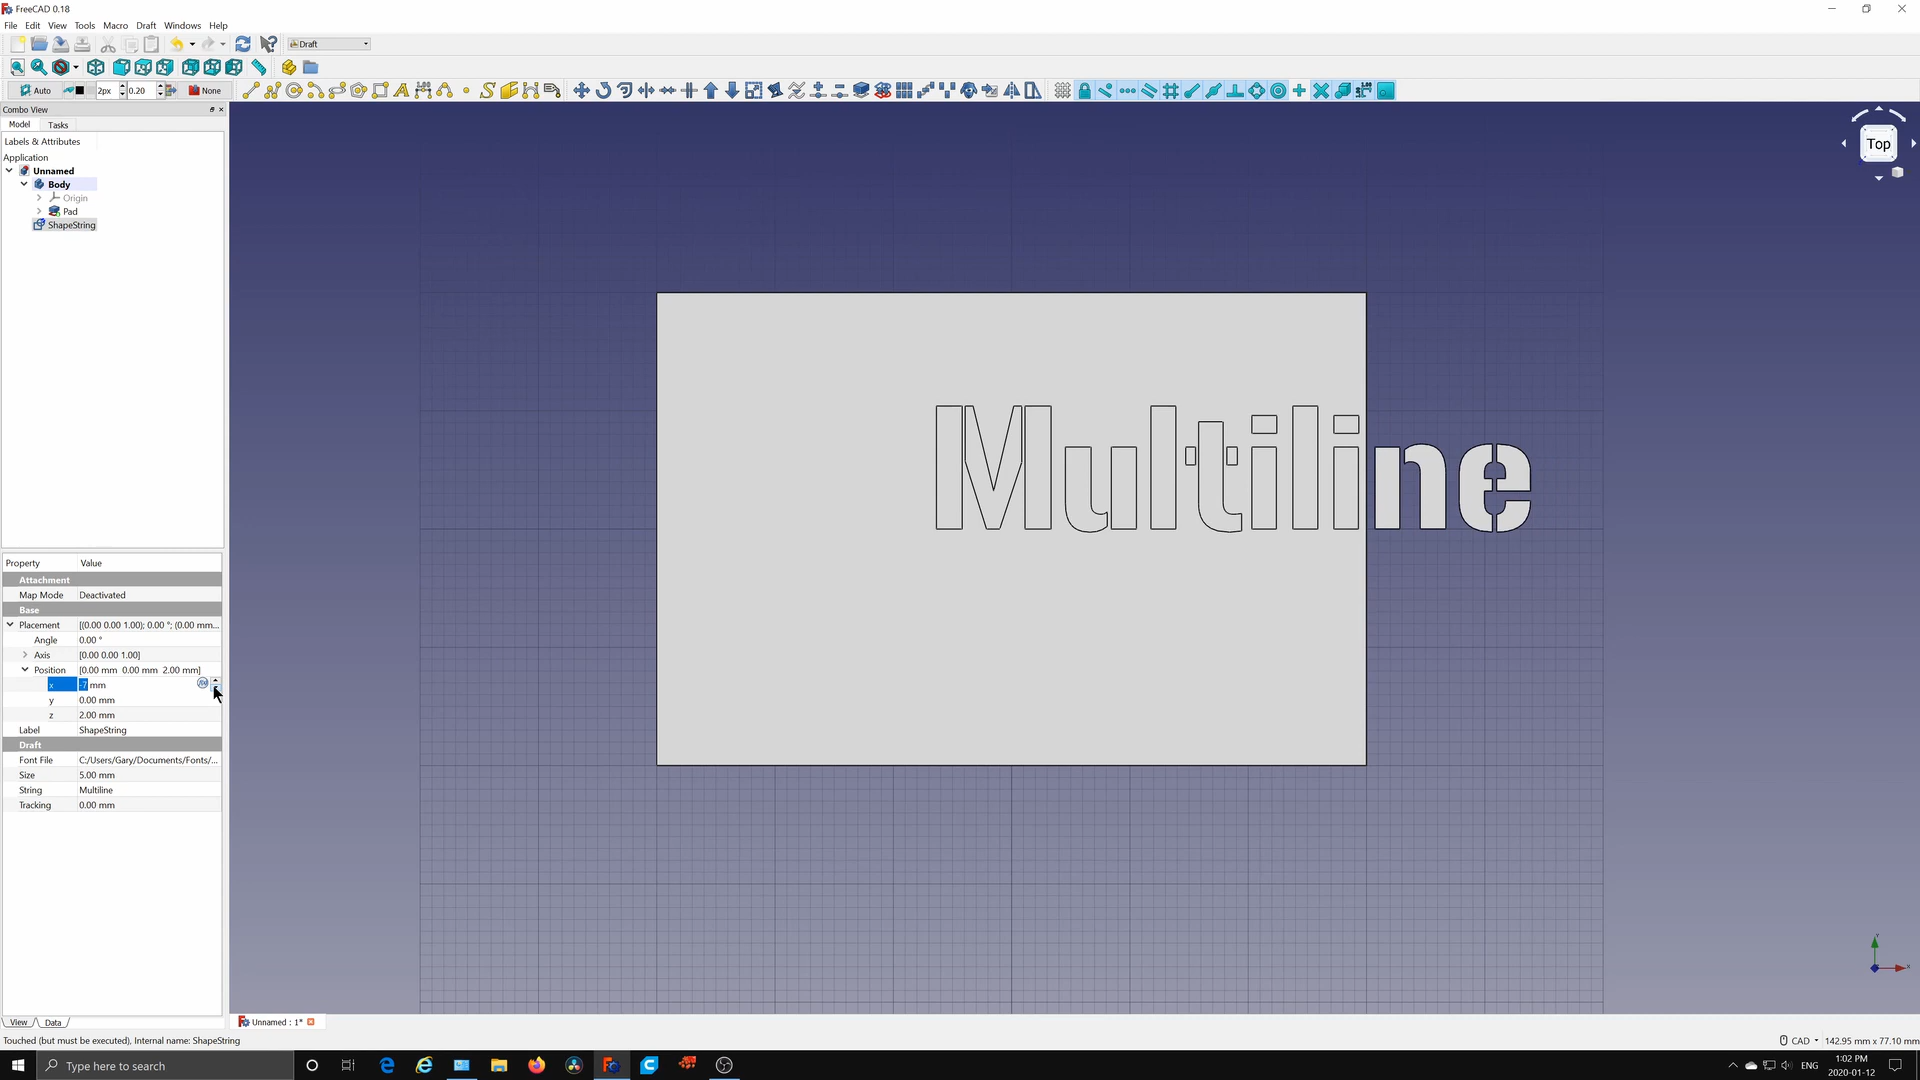 FreeCAD 0.18
File Edit View Tools Macro Draft Windows Help
Draft
Auto 2px 0.20 None
Combo View
Model Tasks
Labels & Attributes
Application
Unnamed
Body
Origin
Pad
ShapeString
Top
Multiline
Property Value
Attachment
Map Mode Deactivated
Base
Placement [(0.00 0.00 1.00); 0.00 °; (0.00 mm...
Angle 0.00 °
Axis [0.00 0.00 1.00]
Position [0.00 mm 0.00 mm 2.00 mm]
x -7 mm
y 0.00 mm
z 2.00 mm
Label ShapeString
Draft
Font File C:/Users/Gary/Documents/Fonts/...
Size 5.00 mm
String Multiline
Tracking 0.00 mm
Y
X
View Data
Unnamed : 1*
Touched (but must be executed), Internal name: ShapeString
CAD 142.95 mm x 77.10 mm
Type here to search
ENG
1:02 PM
2020-01-12